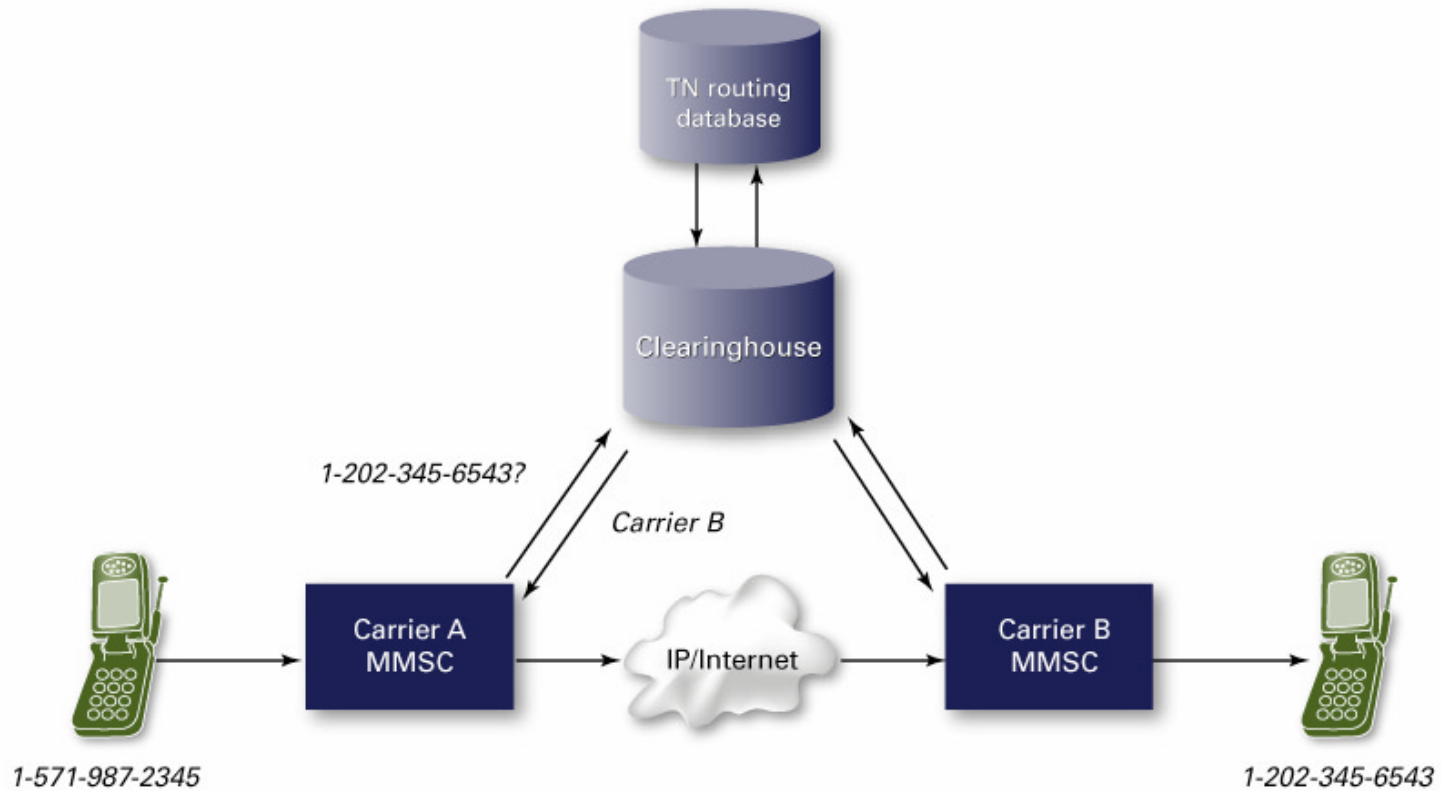 TN routing
database
Clearinghouse
1-202-345-6543?
Carrier B
Carrier A
MMSC
IP/Internet
Carrier B
MMSC
1-571-987-2345
1-202-345-6543